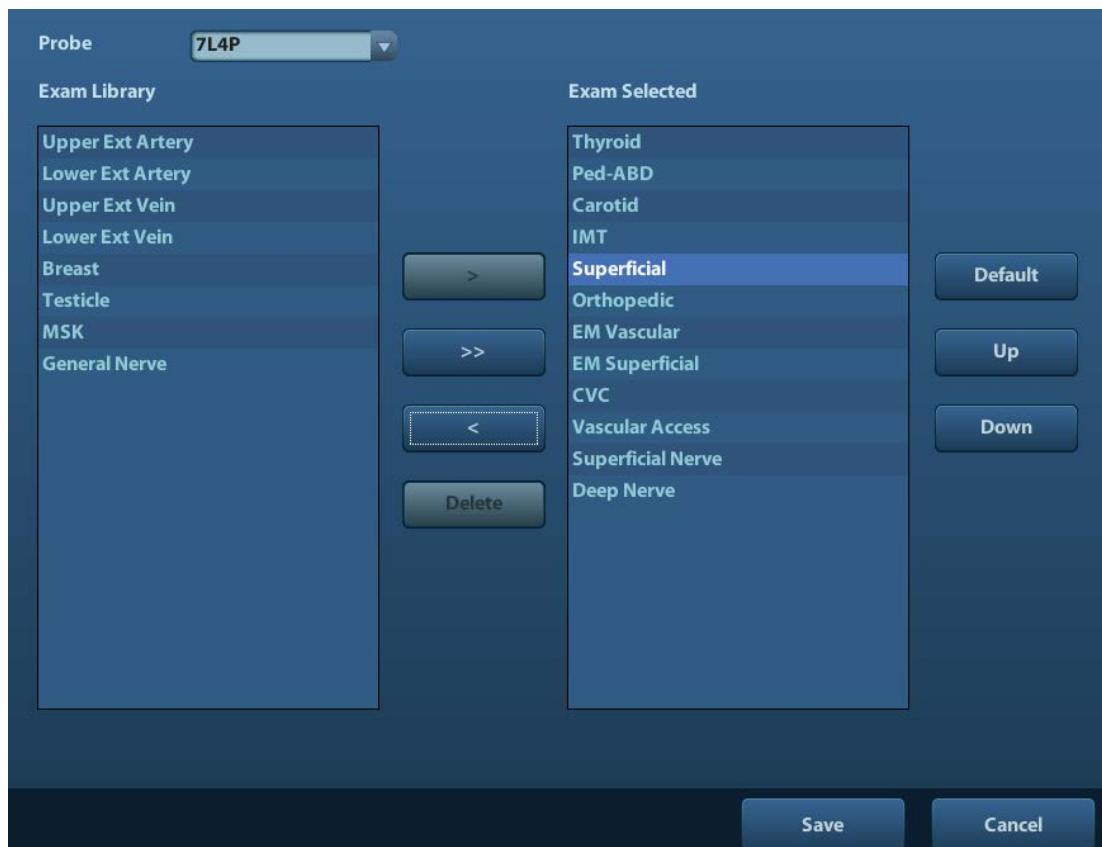 Probe 7L4P
Exam Library
Exam Selected
Upper Ext Artery
Lower Ext Artery
Upper Ext Vein
Lower Ext Vein
Breast
Testicle
MSK
General Nerve
>
>>
<
Delete
Thyroid
Ped-ABD
Carotid
IMT
Superficial
Orthopedic
EM Vascular
EM Superficial
CVC
Vascular Access
Superficial Nerve
Deep Nerve
Default
Up
Down
Save
Cancel